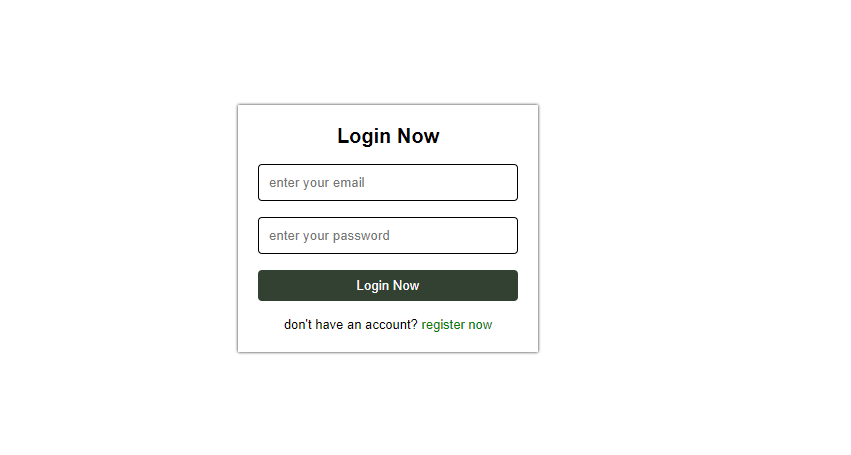 Login Now
enter your email
enter your password
Login Now
don't have an account? register now